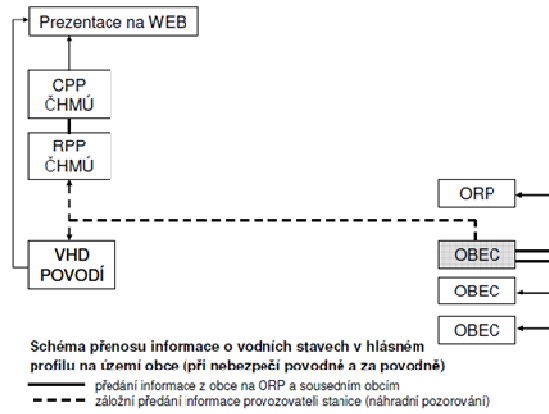 Prezentace na WEB
CPP
ČHMÚ
RPP
ČHMÚ
ORP
VHD
POVODÍ
OBEC
OBEC
OBEC
Schéma přenosu informace o vodních stavech v hlásném
profilu na území obce (při nebezpečí povodně a za povodně)
předání informace z obce na ORP a sousedním obcím
záložní předání informace provozovateli stanice (náhradní pozorování)